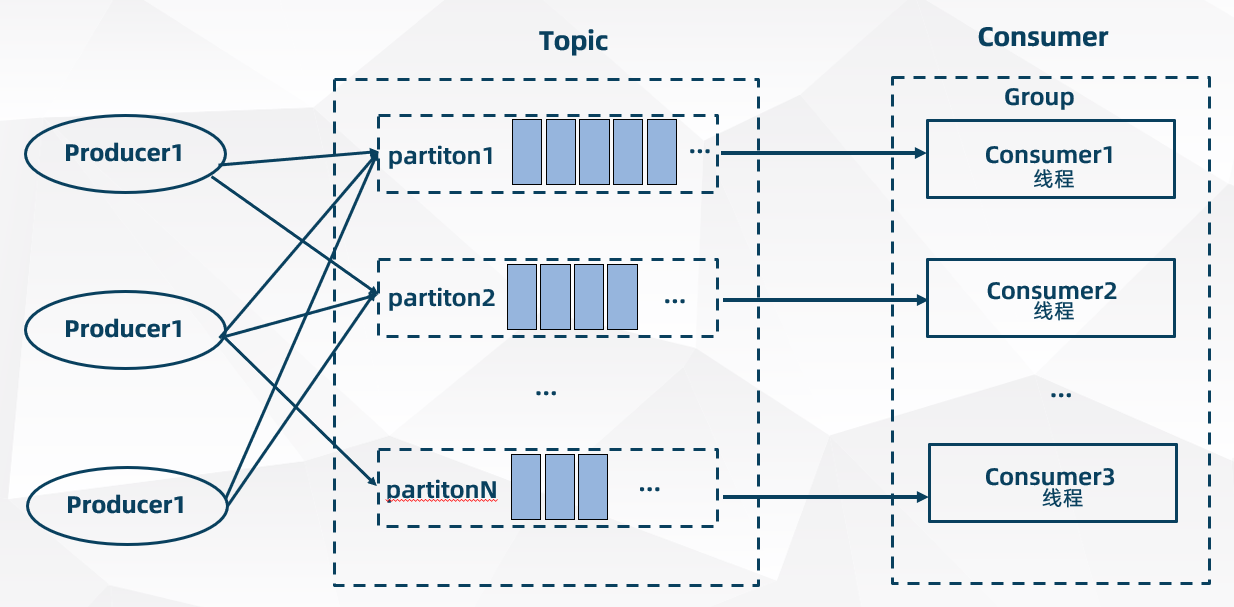 Topic
Consumer
Group
Producer1
partiton1
...
Consumer1
线程
Producer1
partiton2
...
Consumer2
线程
...
...
Producer1
partitonN
...
Consumer3
线程